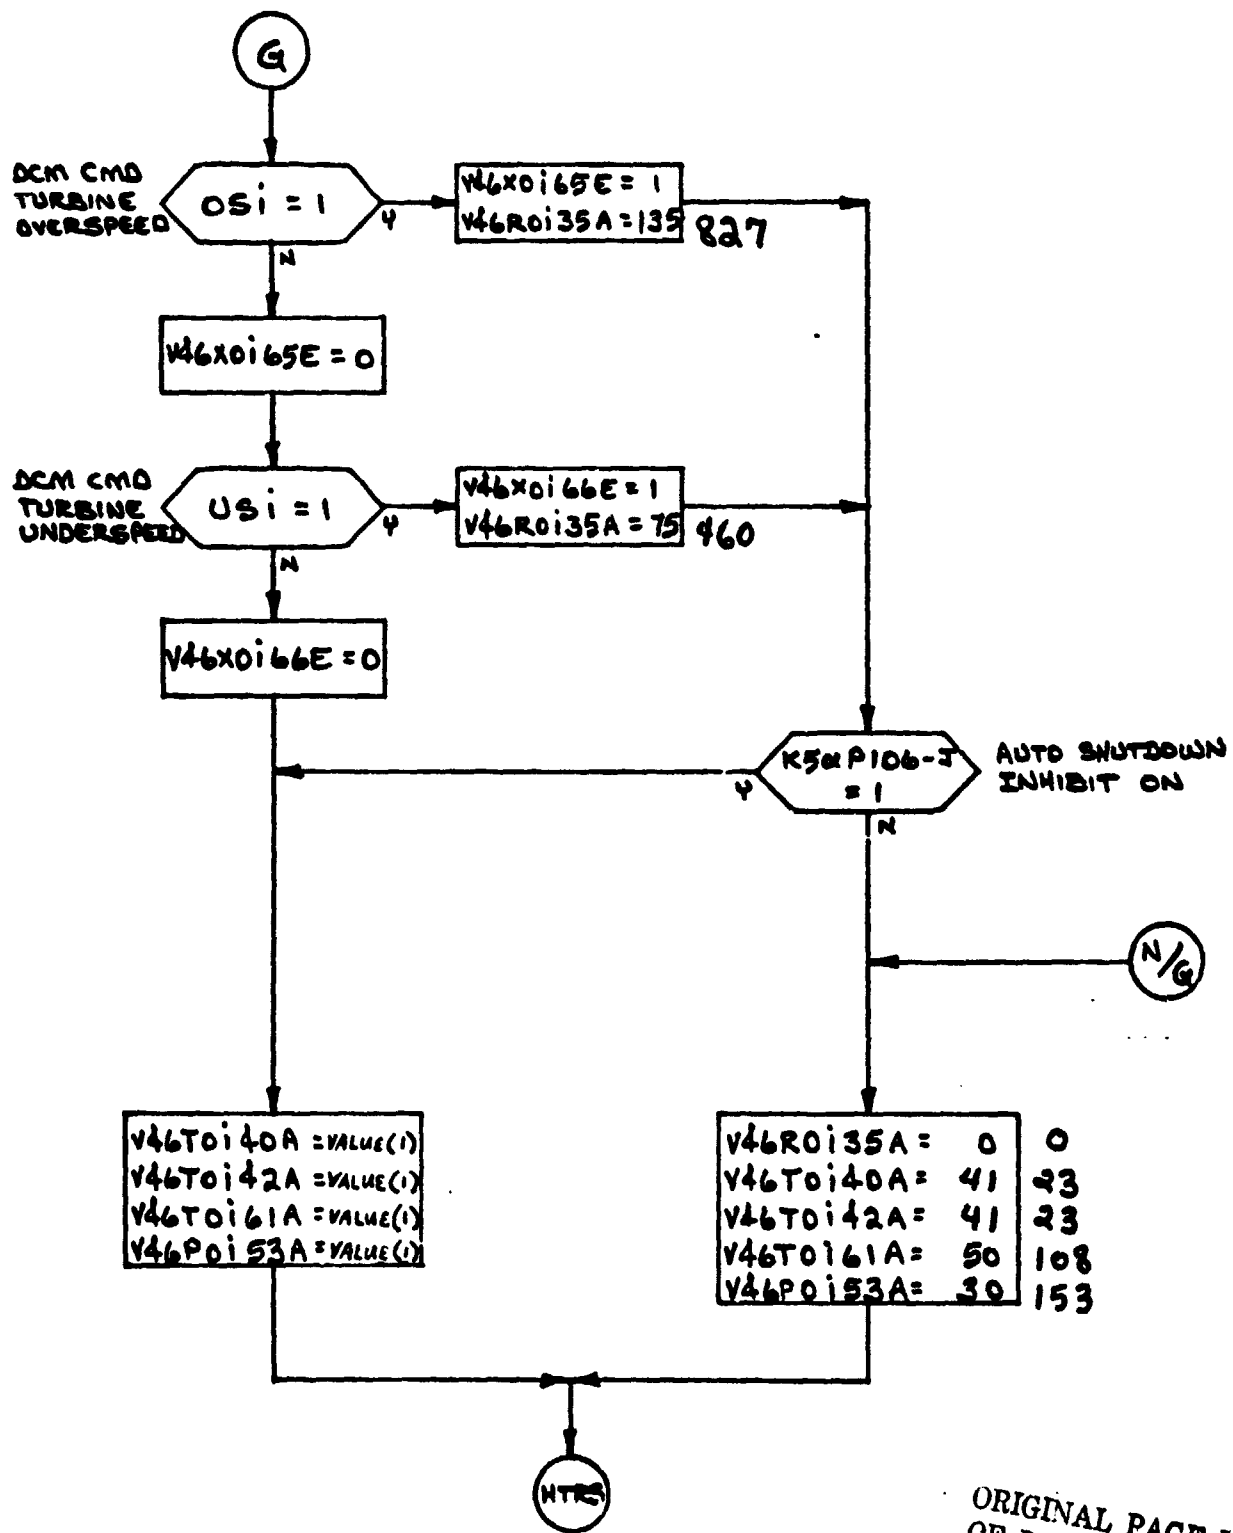 G
DCM CMD
TURBINE
OVERSPEED
OSi = 1
Y
N
V46X0i65E = 1
V46R0i35A = 135
827
V46X0i65E = 0
DCM CMD
TURBINE
UNDERSPEED
USi = 1
Y
N
V46X0i66E = 1
V46R0i35A = 75
460
V46X0i66E = 0
= 1
Y
N
AUTO SHUTDOWN
INHIBIT ON
N/G
V46T0i40A = VALUE(1)
V46T0i42A = VALUE(1)
V46T0i61A = VALUE(1)
V46P0i53A = VALUE(1)
V46R0i35A = 0 0
V46T0i40A = 41 23
V46T0i42A = 41 23
V46T0i61A = 50 108
V46P0i53A = 30 153
HTRS
ORIGINAL PAGE